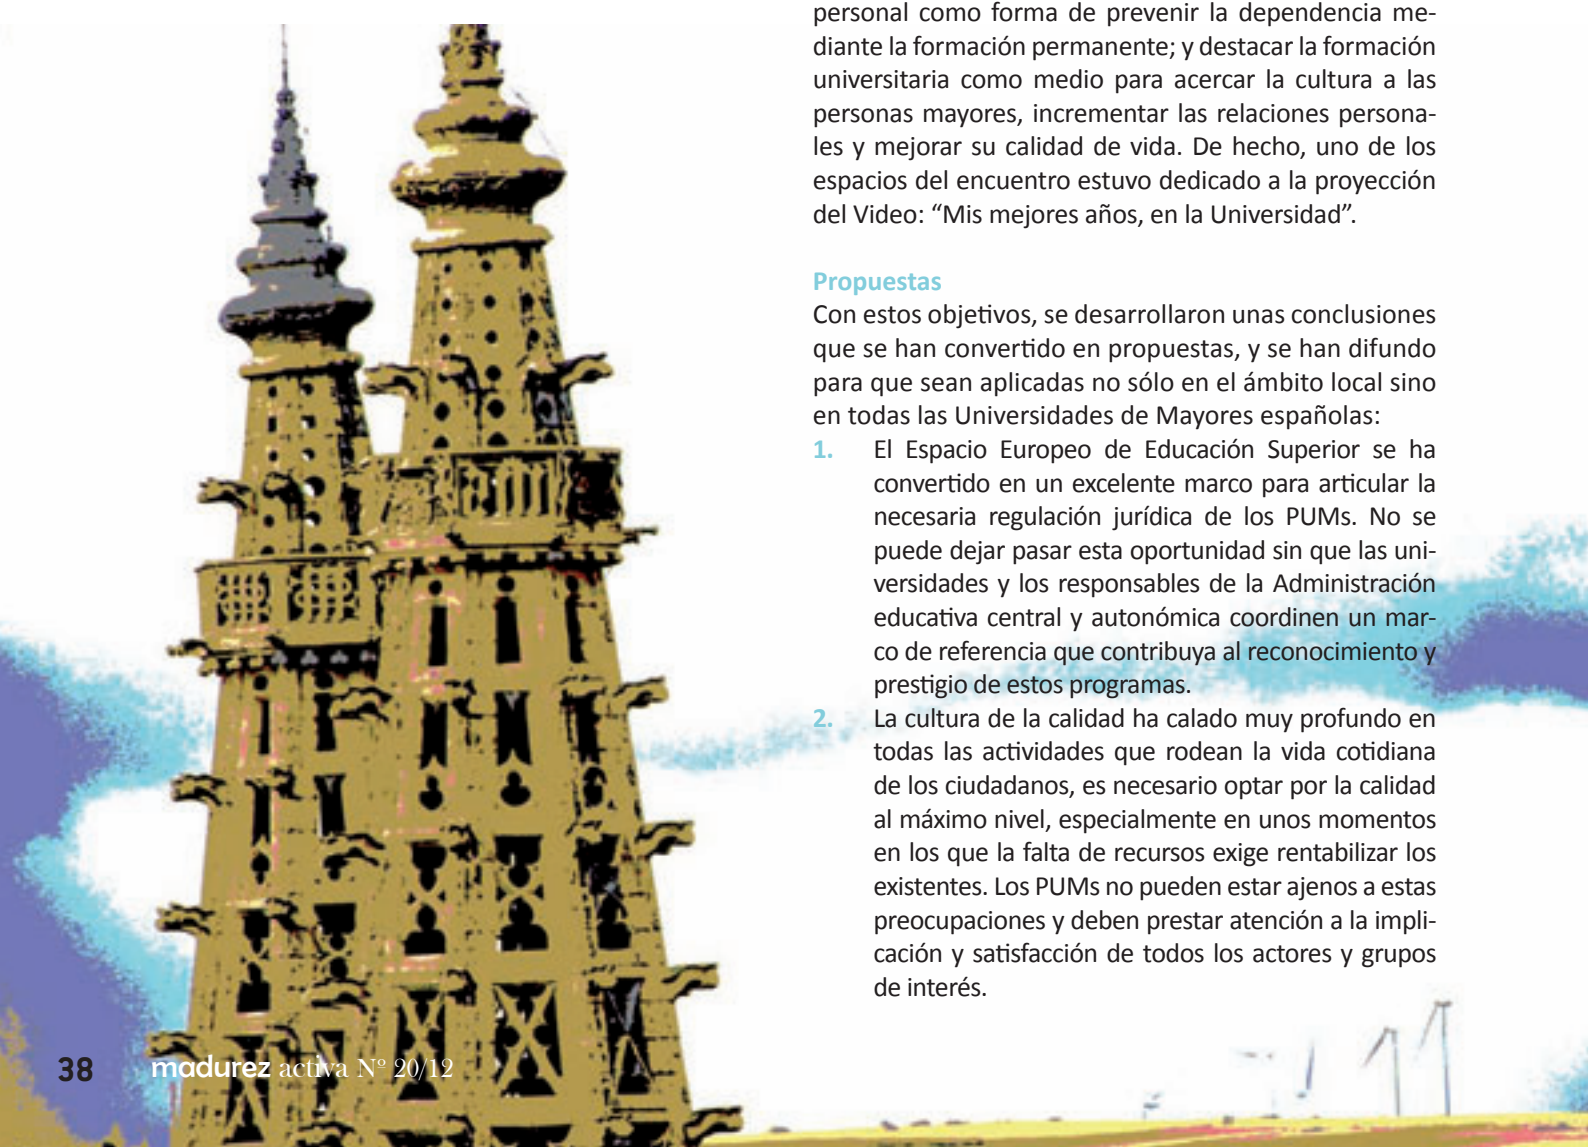 personal como forma de prevenir la dependencia me-
diante la formación permanente; y destacar la formación
universitaria como medio para acercar la cultura a las
personas mayores, incrementar las relaciones persona-
les y mejorar su calidad de vida. De hecho, uno de los
espacios del encuentro estuvo dedicado a la proyección
del Video: “Mis mejores años, en la Universidad”.
Propuestas
Con estos objetivos, se desarrollaron unas conclusiones
que se han convertido en propuestas, y se han difundo
para que sean aplicadas no sólo en el ámbito local sino
en todas las Universidades de Mayores españolas:
1. El Espacio Europeo de Educación Superior se ha
convertido en un excelente marco para articular la
necesaria regulación jurídica de los PUMs. No se
puede dejar pasar esta oportunidad sin que las uni-
versidades y los responsables de la Administración
educativa central y autonómica coordinen un mar-
co de referencia que contribuya al reconocimiento y
prestigio de estos programas.
2. La cultura de la calidad ha calado muy profundo en
todas las actividades que rodean la vida cotidiana
de los ciudadanos, es necesario optar por la calidad
al máximo nivel, especialmente en unos momentos
en los que la falta de recursos exige rentabilizar los
existentes. Los PUMs no pueden estar ajenos a estas
preocupaciones y deben prestar atención a la impli-
cación y satisfacción de todos los actores y grupos
de interés.
38 madurez activa Nº 20/12